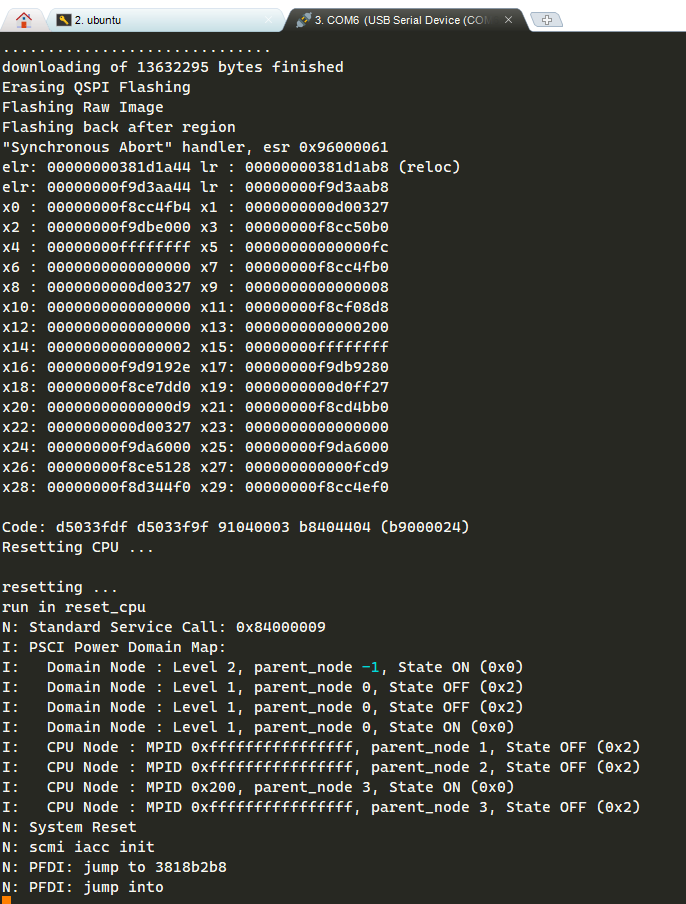 2. ubuntu
3. COM6 (USB Serial Device (COM
..............................
downloading of 13632295 bytes finished
Erasing QSPI Flashing
Flashing Raw Image
Flashing back after region
"Synchronous Abort" handler, esr 0x96000061
elr: 00000000381d1a44 lr : 00000000381d1ab8 (reloc)
elr: 00000000f9d3aa44 lr : 00000000f9d3aab8
x0 : 00000000f8cc4fb4 x1 : 0000000000d00327
x2 : 00000000f9dbe000 x3 : 00000000f8cc50b0
x4 : 00000000ffffffff x5 : 00000000000000fc
x6 : 0000000000000000 x7 : 00000000f8cc4fb0
x8 : 0000000000d00327 x9 : 0000000000000008
x10: 0000000000000000 x11: 00000000f8cf08d8
x12: 0000000000000000 x13: 0000000000000200
x14: 0000000000000002 x15: 00000000ffffffff
x16: 00000000f9d9192e x17: 00000000f9db9280
x18: 00000000f8ce7dd0 x19: 0000000000d0ff27
x20: 00000000000000d9 x21: 00000000f8cd4bb0
x22: 0000000000d00327 x23: 0000000000000000
x24: 00000000f9da6000 x25: 00000000f9da6000
x26: 00000000f8ce5128 x27: 000000000000fcd9
x28: 00000000f8d344f0 x29: 00000000f8cc4ef0
Code: d5033fdf d5033f9f 91040003 b8404404 (b9000024)
Resetting CPU ...
resetting ...
run in reset_cpu
N: Standard Service Call: 0x84000009
I: PSCI Power Domain Map:
I:   Domain Node : Level 2, parent_node -1, State ON (0x0)
I:   Domain Node : Level 1, parent_node 0, State OFF (0x2)
I:   Domain Node : Level 1, parent_node 0, State OFF (0x2)
I:   Domain Node : Level 1, parent_node 0, State ON (0x0)
I:   CPU Node : MPID 0xffffffffffffffff, parent_node 1, State OFF (0x2)
I:   CPU Node : MPID 0xffffffffffffffff, parent_node 2, State OFF (0x2)
I:   CPU Node : MPID 0x200, parent_node 3, State ON (0x0)
I:   CPU Node : MPID 0xffffffffffffffff, parent_node 3, State OFF (0x2)
N: System Reset
N: scmi iacc init
N: PFDI: jump to 3818b2b8
N: PFDI: jump into